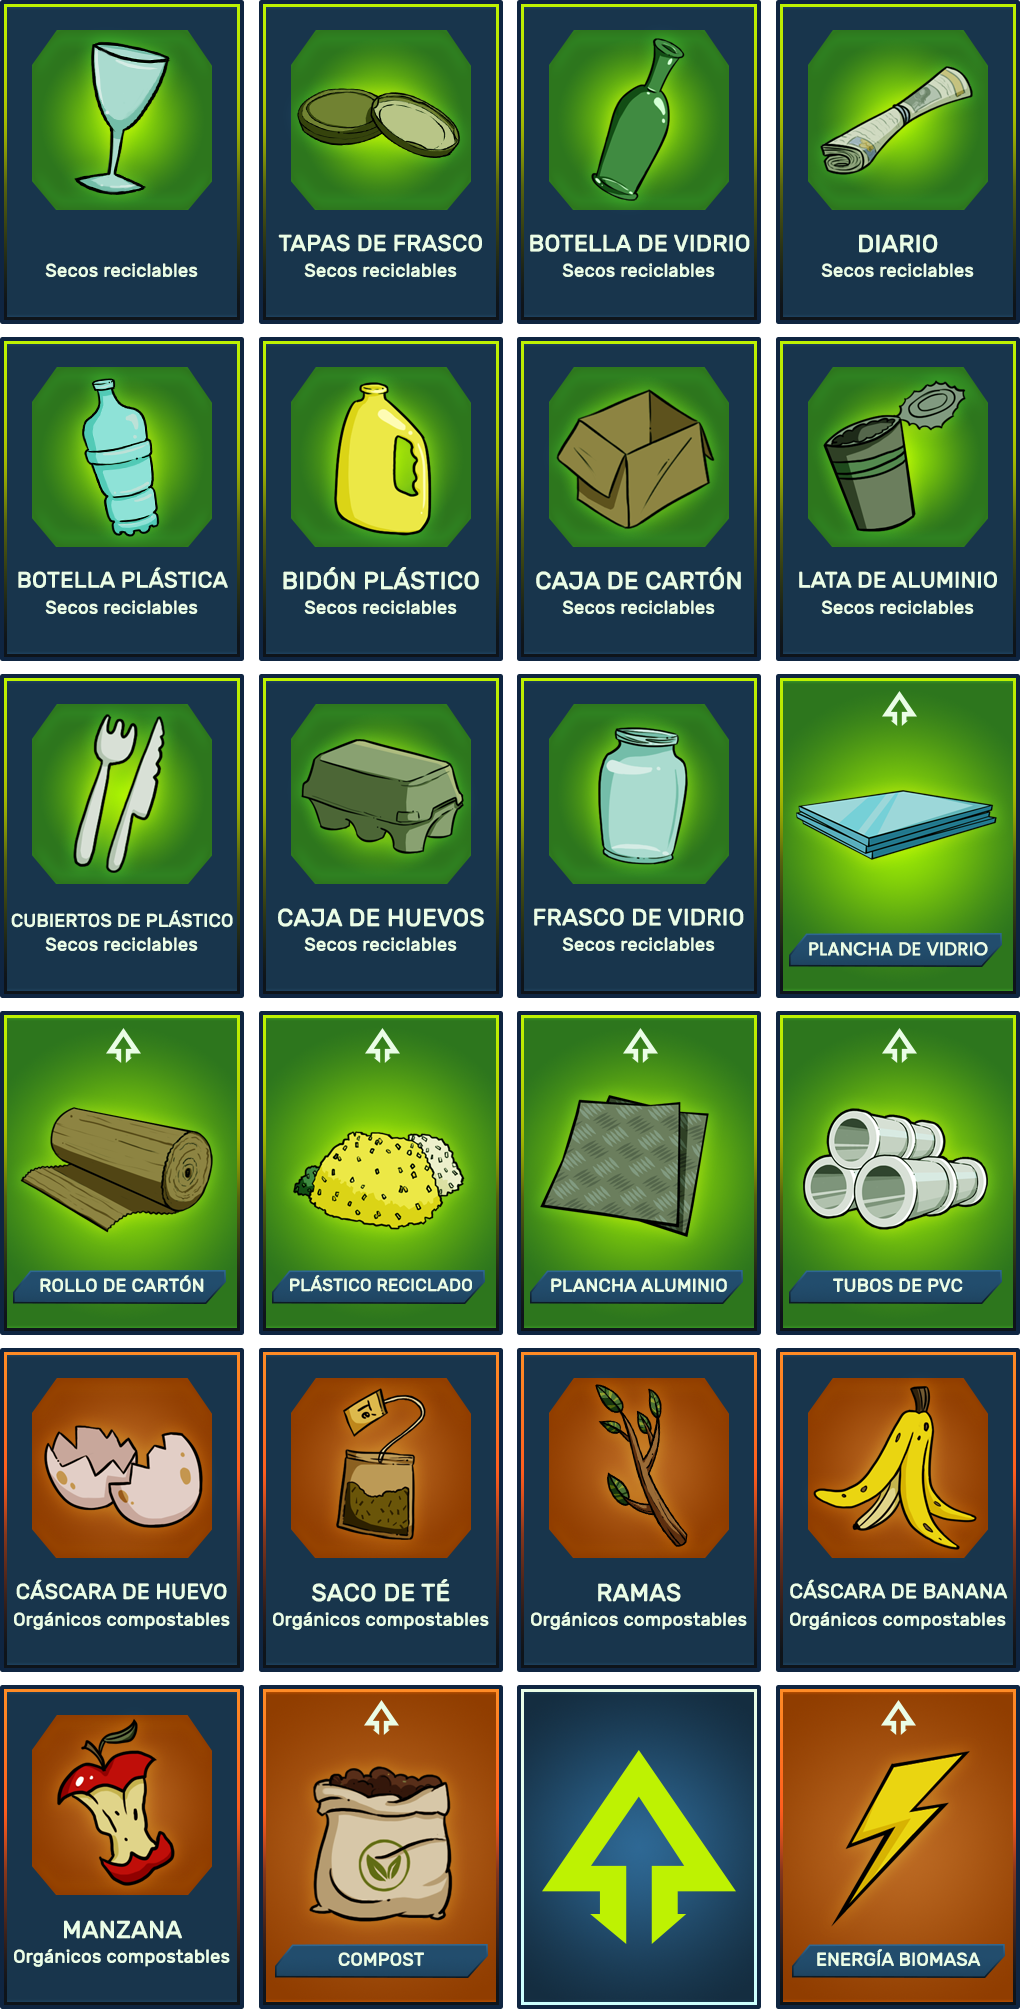 Secos reciclables
TAPAS DE FRASCO
Secos reciclables
BOTELLA DE VIDRIO
Secos reciclables
DIARIO
Secos reciclables
BOTELLA PLÁSTICA
Secos reciclables
BIDÓN PLÁSTICO
Secos reciclables
CAJA DE CARTÓN
Secos reciclables
LATA DE ALUMINIO
Secos reciclables
CUBIERTOS DE PLÁSTICO
Secos reciclables
CAJA DE HUEVOS
Secos reciclables
FRASCO DE VIDRIO
Secos reciclables
PLANCHA DE VIDRIO
ROLLO DE CARTÓN
PLÁSTICO RECICLADO
PLANCHA ALUMINIO
TUBOS DE PVC
CÁSCARA DE HUEVO
Orgánicos compostables
Té
SACO DE TÉ
Orgánicos compostables
RAMAS
Orgánicos compostables
CÁSCARA DE BANANA
Orgánicos compostables
MANZANA
Orgánicos compostables
COMPOST
ENERGÍA BIOMASA